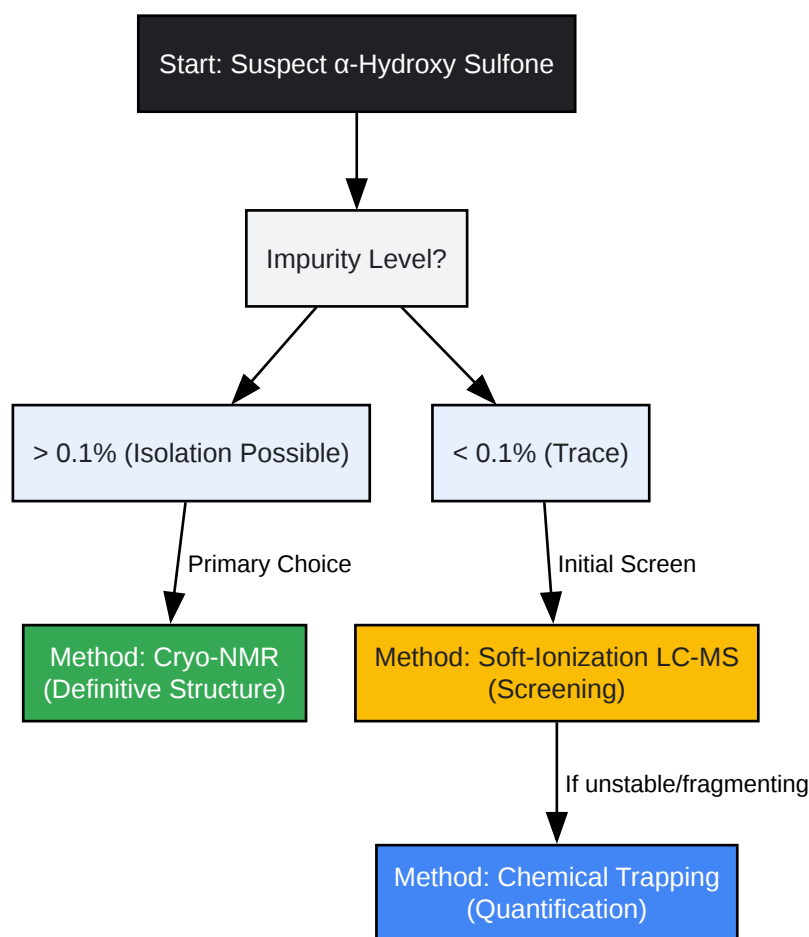 Start: Suspect α-Hydroxy Sulfone
Impurity Level?
> 0.1% (Isolation Possible)
< 0.1% (Trace)
Primary Choice
Initial Screen
Method: Cryo-NMR
(Definitive Structure)
Method: Soft-Ionization LC-MS
(Screening)
If unstable/fragmenting
Method: Chemical Trapping
(Quantification)